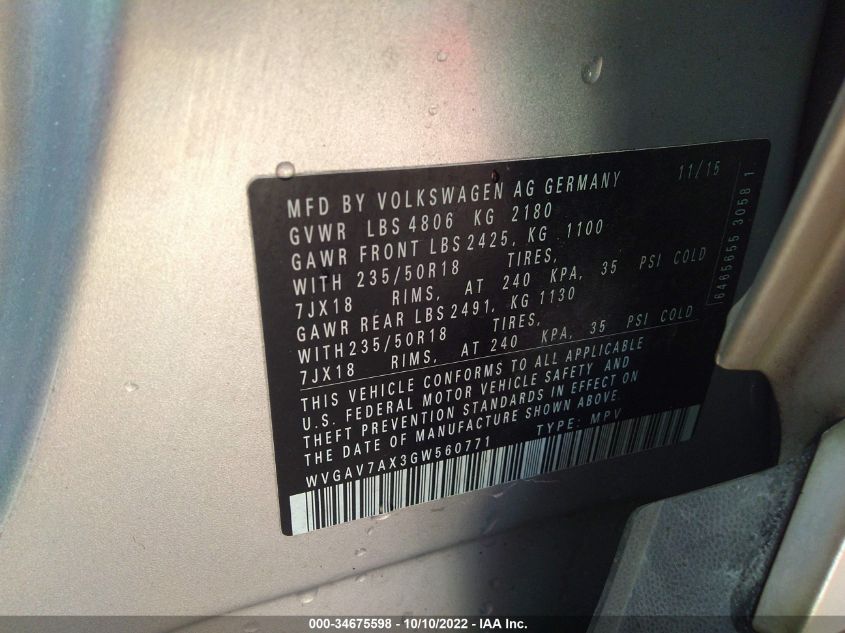 MFD BY VOLKSWAGEN AG GERMANY 11/15
GVWR LBS 4806 KG 2180
GAWR FRONT LBS 2425, KG 1100
WITH 235/50R18 TIRES,
7JX18 RIMS, AT 240 KPA, 35 PSI COLD
GAWR REAR LBS 2491, KG 1130
WITH 235/50R18 TIRES,
7JX18 RIMS, AT 240 KPA, 35 PSI COLD
THIS VEHICLE CONFORMS TO ALL APPLICABLE
U.S. FEDERAL MOTOR VEHICLE SAFETY AND
THEFT PREVENTION STANDARDS IN EFFECT ON
THE DATE OF MANUFACTURE SHOWN ABOVE.
WVGAV7AX3GW560771 TYPE: MPV
6465655 30581
000-34675598 - 10/10/2022 - IAA Inc.